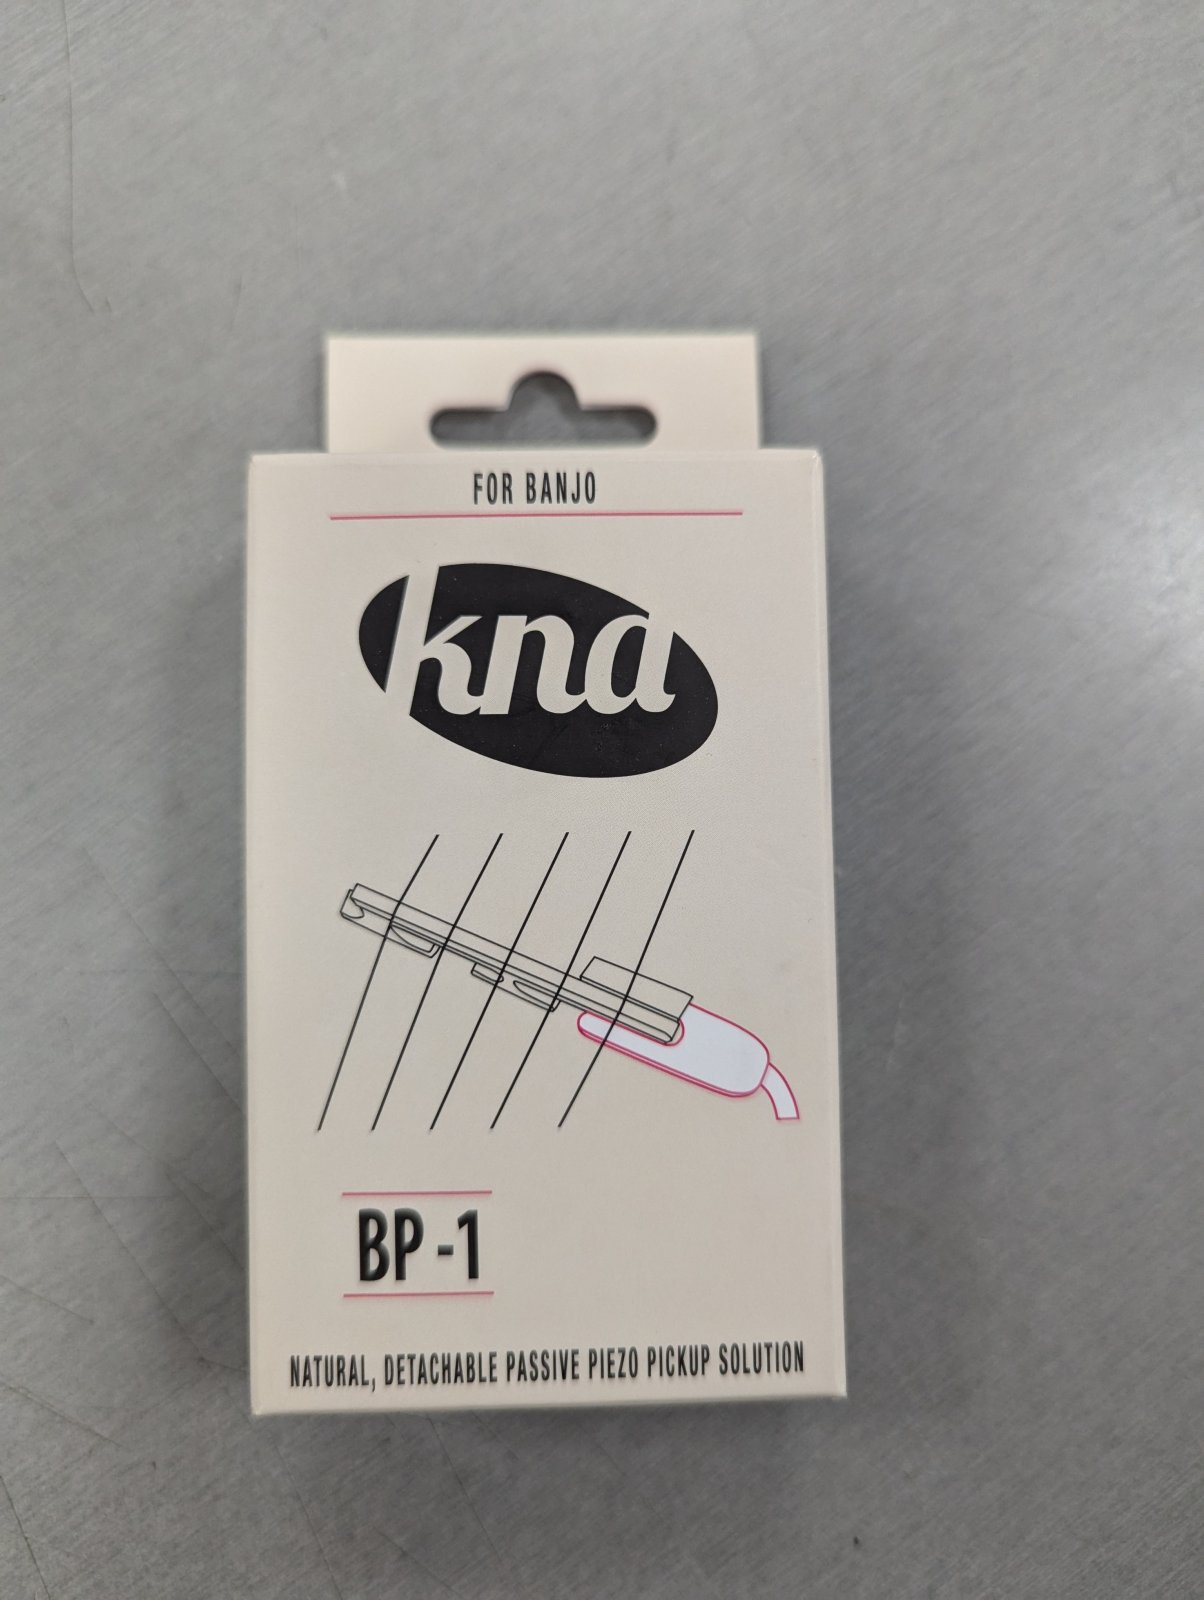 FOR BANJO
kna
BP-1
NATURAL, DETACHABLE PASSIVE PIEZO PICKUP SOLUTION